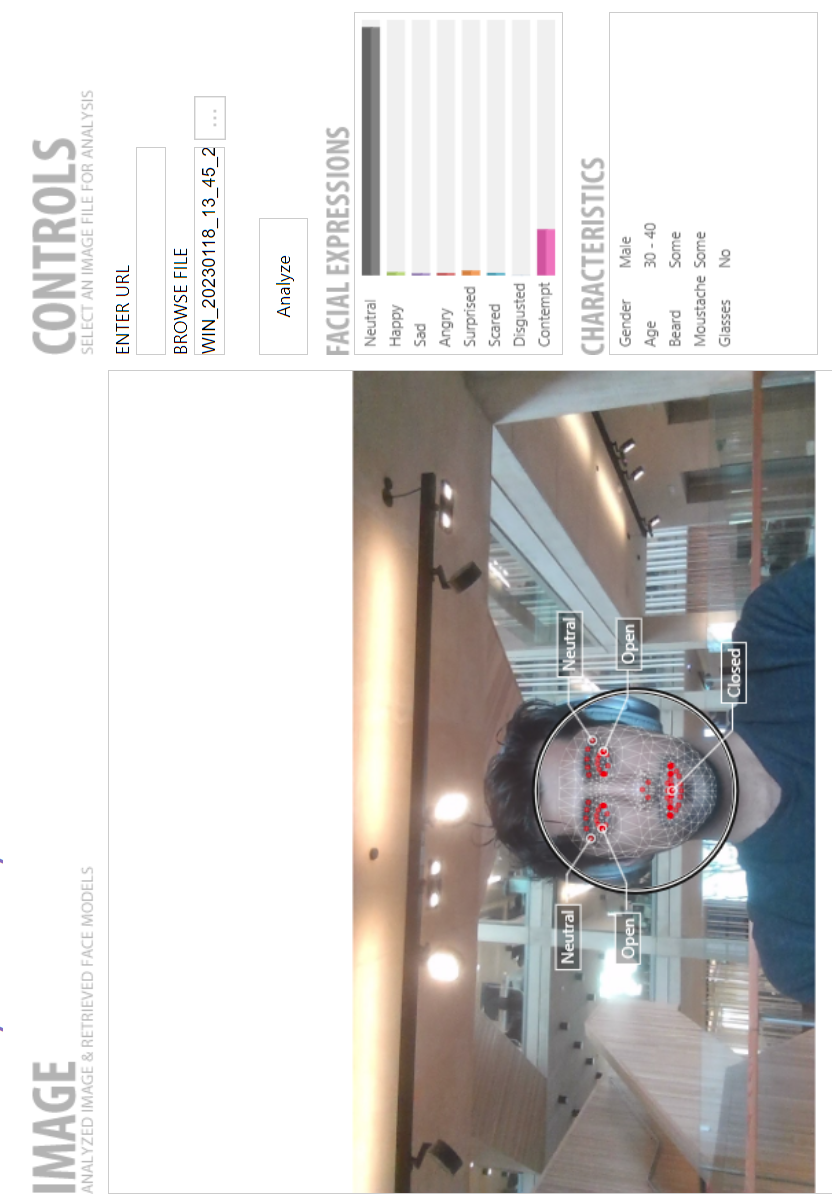 IMAGE
ANALYZED IMAGE & RETRIEVED FACE MODELS
Neutral
Open
Neutral
Open
Closed
CONTROLS
SELECT AN IMAGE FILE FOR ANALYSIS
ENTER URL
BROWSE FILE
WIN_20230118_13_45_2
...
Analyze
FACIAL EXPRESSIONS
Neutral
Happy
Sad
Angry
Surprised
Scared
Disgusted
Contempt
CHARACTERISTICS
Gender Male
Age 30 - 40
Beard Some
Moustache Some
Glasses No